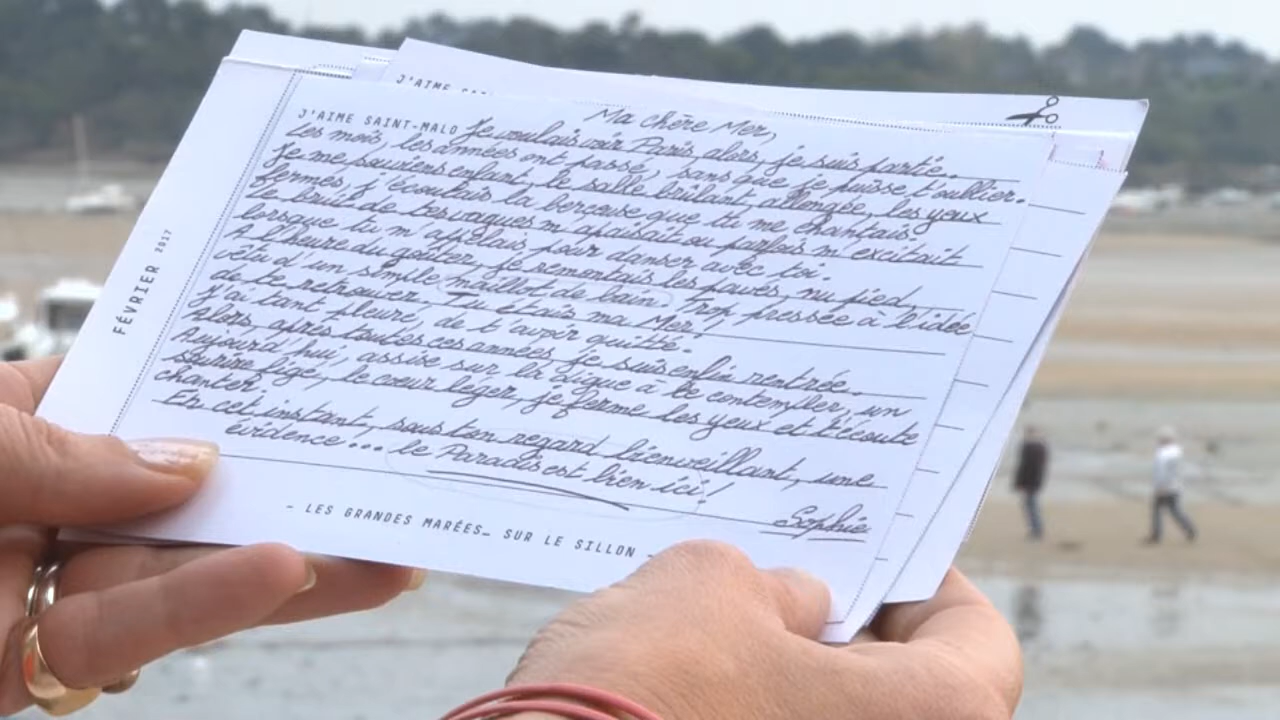 J'AIME
Ma chère Mer,
J'AIME SAINT-MALO Je voulais voir Paris, alors, je suis partie.
Les mois, les années ont passé, sans que je puisse t'oublier.
Je me souviens enfant, le sable brûlant, allongée, les yeux
fermés, j'écoutais la berceuse que tu me chantais.
Le bruit de tes vagues m'apaisait ou parfois m'excitait
lorsque tu m'appelais pour danser avec toi.
A l'heure du goûter, je remontais les pavés, nu pied,
vêtu d'un simple maillot de bain. Trop pressée à l'idée
de te retrouver. Tu étais ma Mer!
J'ai tant pleuré, de t'avoir quitté.
Alors, après toutes ces années, je suis enfin rentrée.
Aujourd'hui, assise sur la digue à te contempler, un
sourire figé, le cœur léger, je ferme les yeux et t'écoute
chanter.
En cet instant, sous ton regard bienveillant, une
évidence... le Paradis est bien ici!
Sophie
- LES GRANDES MARÉES_ SUR LE SILLON -
FÉVRIER 2017